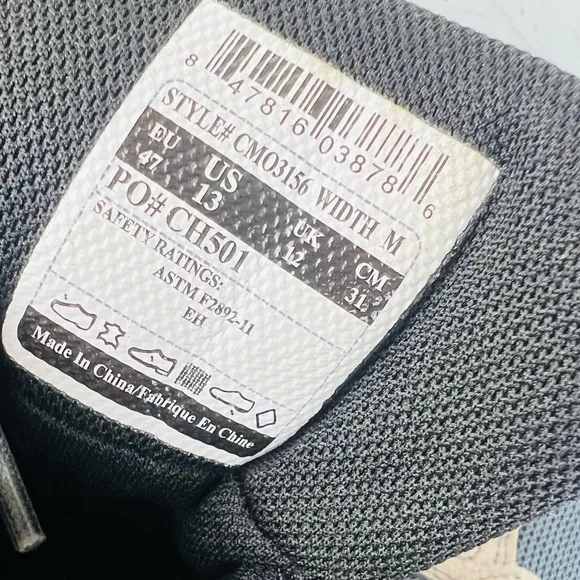 8 47816 03878 6
STYLE# CMO3156 WIDTH M
EU US UK CM
47 13 12 31
PO# CH501
SAFETY RATINGS:
ASTM F2892-11
EH
Made In China/Fabrique En Chine